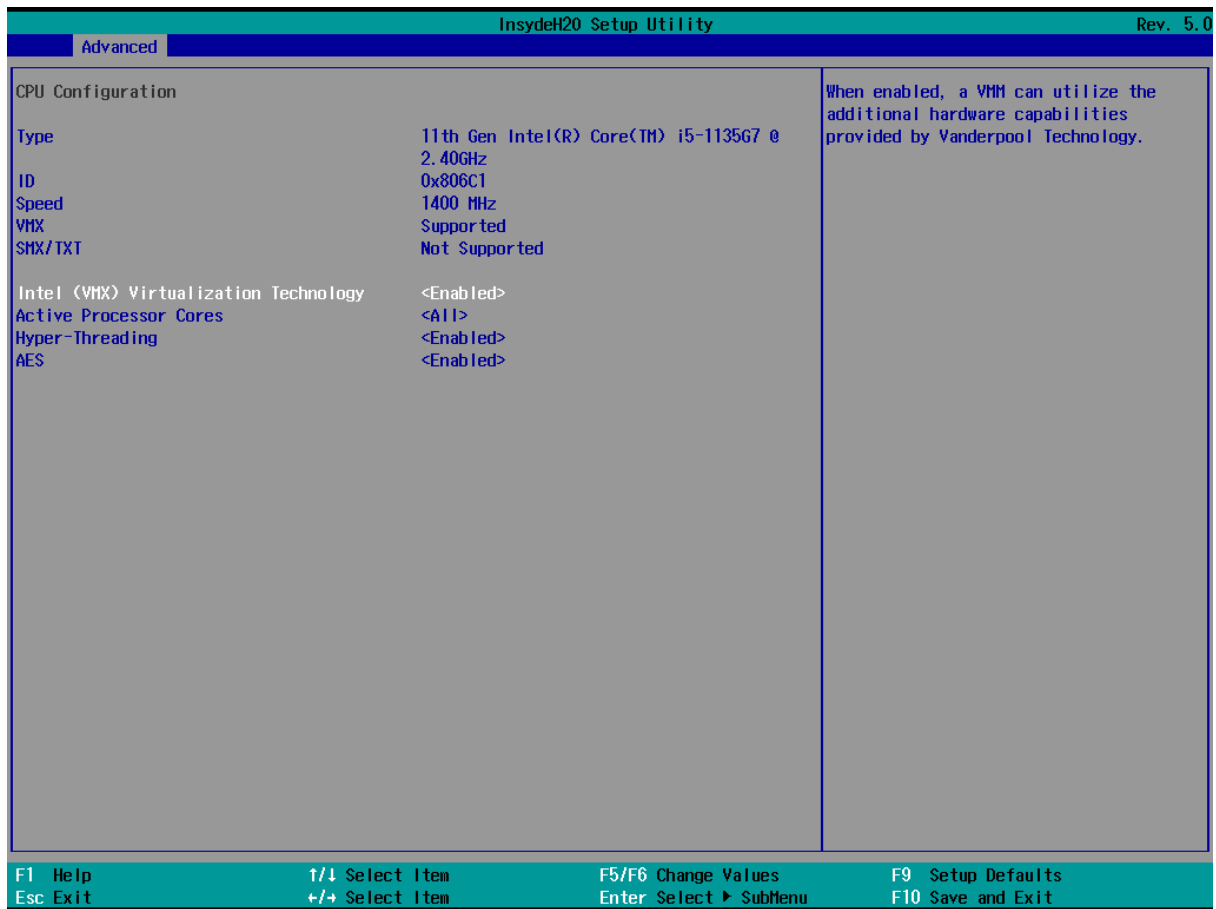 InsydeH20 Setup Utility Rev. 5.0
Advanced
CPU Configuration
Type 11th Gen Intel(R) Core(TM) i5-1135G7 @
2.40GHz
ID 0x806C1
Speed 1400 MHz
VMX Supported
SMX/TXT Not Supported
Intel (VMX) Virtualization Technology <Enabled>
Active Processor Cores <All>
Hyper-Threading <Enabled>
AES <Enabled>
When enabled, a VMM can utilize the
additional hardware capabilities
provided by Vanderpool Technology.
F1 Help ↑/↓ Select Item F5/F6 Change Values F9 Setup Defaults
Esc Exit ←/→ Select Item Enter Select ▶ SubMenu F10 Save and Exit